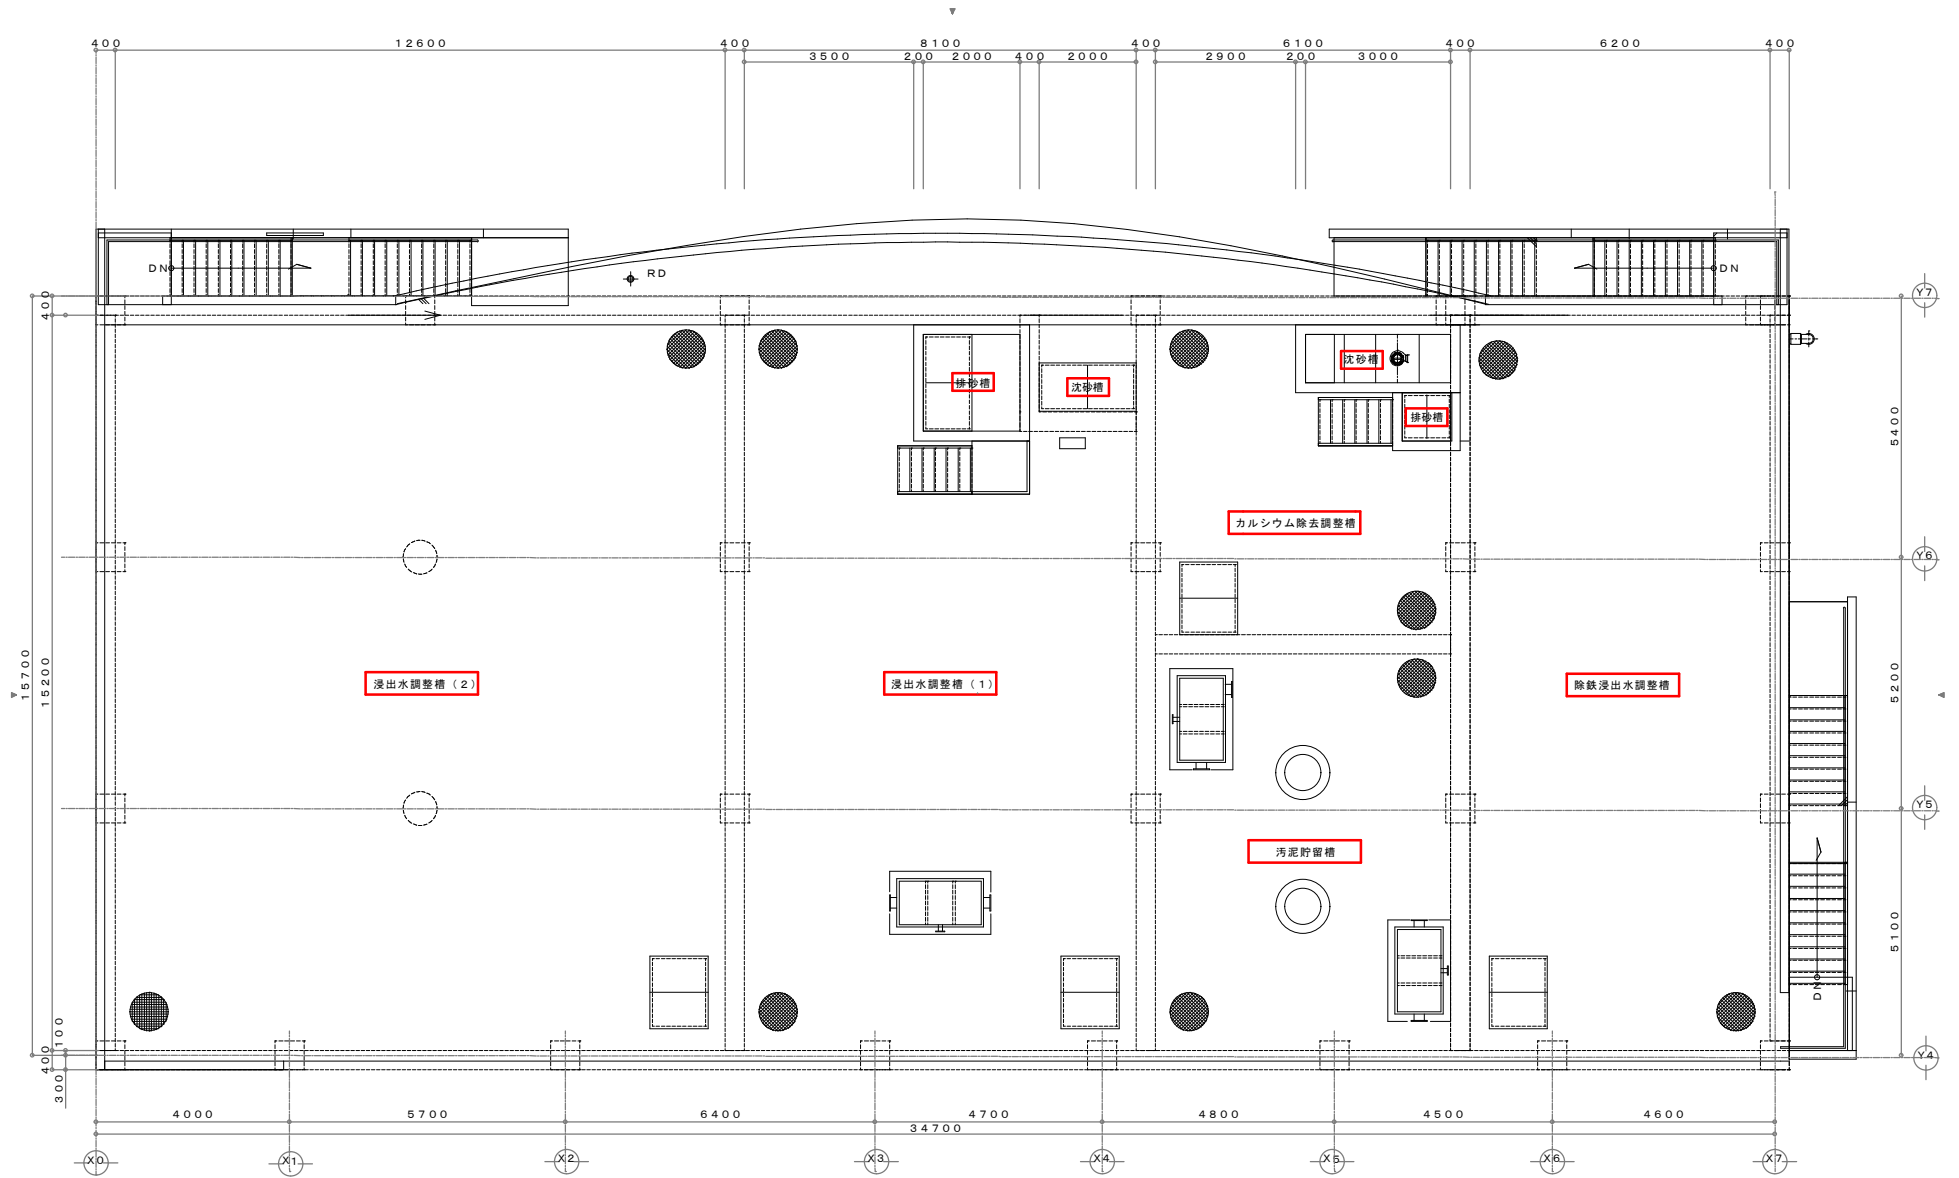 400 12600 400 8100 400 6100 400 6200 400
3500 200 2000 400 2000 2900 200 3000
DN
RD
DN
Y7
400
沈砂槽
排砂槽
沈砂槽
排砂槽
5400
カルシウム除去調整槽
Y6
15700
15200
浸出水調整槽（2）
浸出水調整槽（1）
除鉄浸出水調整槽
5200
Y5
汚泥貯留槽
5100
DN
100
400
300
Y4
4000 5700 6400 4700 4800 4500 4600
34700
X0 X1 X2 X3 X4 X5 X6 X7